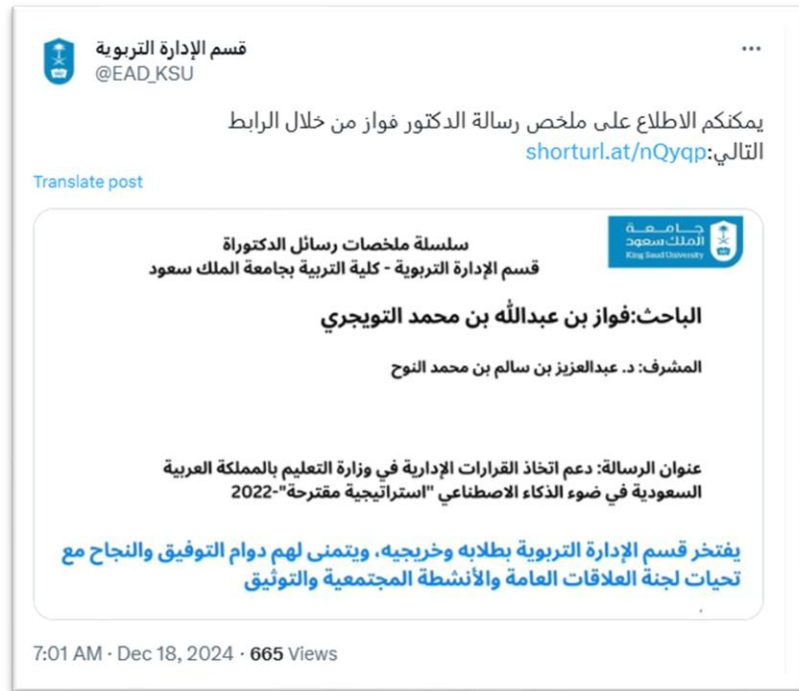 قسم الإدارة التربوية
@EAD_KSU
يمكنكم الاطلاع على ملخص رسالة الدكتور فواز من خلال الرابط
التالي:shorturl.at/nQyqp
Translate post
جامعة
الملك سعود
King Saud University
سلسلة ملخصات رسائل الدكتوراة
قسم الإدارة التربوية - كلية التربية بجامعة الملك سعود
الباحث:فواز بن عبدالله بن محمد التويجري
المشرف: د. عبدالعزيز بن سالم بن محمد النوح
عنوان الرسالة: دعم اتخاذ القرارات الإدارية في وزارة التعليم بالمملكة العربية
السعودية في ضوء الذكاء الاصطناعي "استراتيجية مقترحة"-2022
يفتخر قسم الإدارة التربوية بطلابه وخريجيه، ويتمنى لهم دوام التوفيق والنجاح مع
تحيات لجنة العلاقات العامة والأنشطة المجتمعية والتوثيق
7:01 AM · Dec 18, 2024 · 665 Views